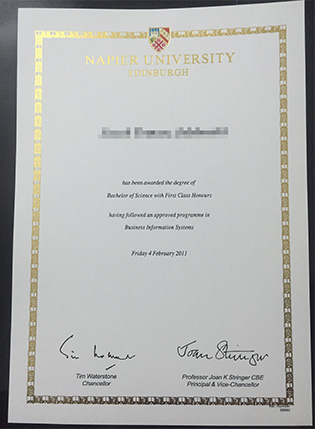 NAPIER UNIVERSITY
EDINBURGH
has been awarded the degree of
Bachelor of Science with First Class Honours
having followed an approved programme in
Business Information Systems
Friday 4 February 2011
Tim Waterstone
Chancellor
Professor Joan K Stringer CBE
Principal & Vice-Chancellor